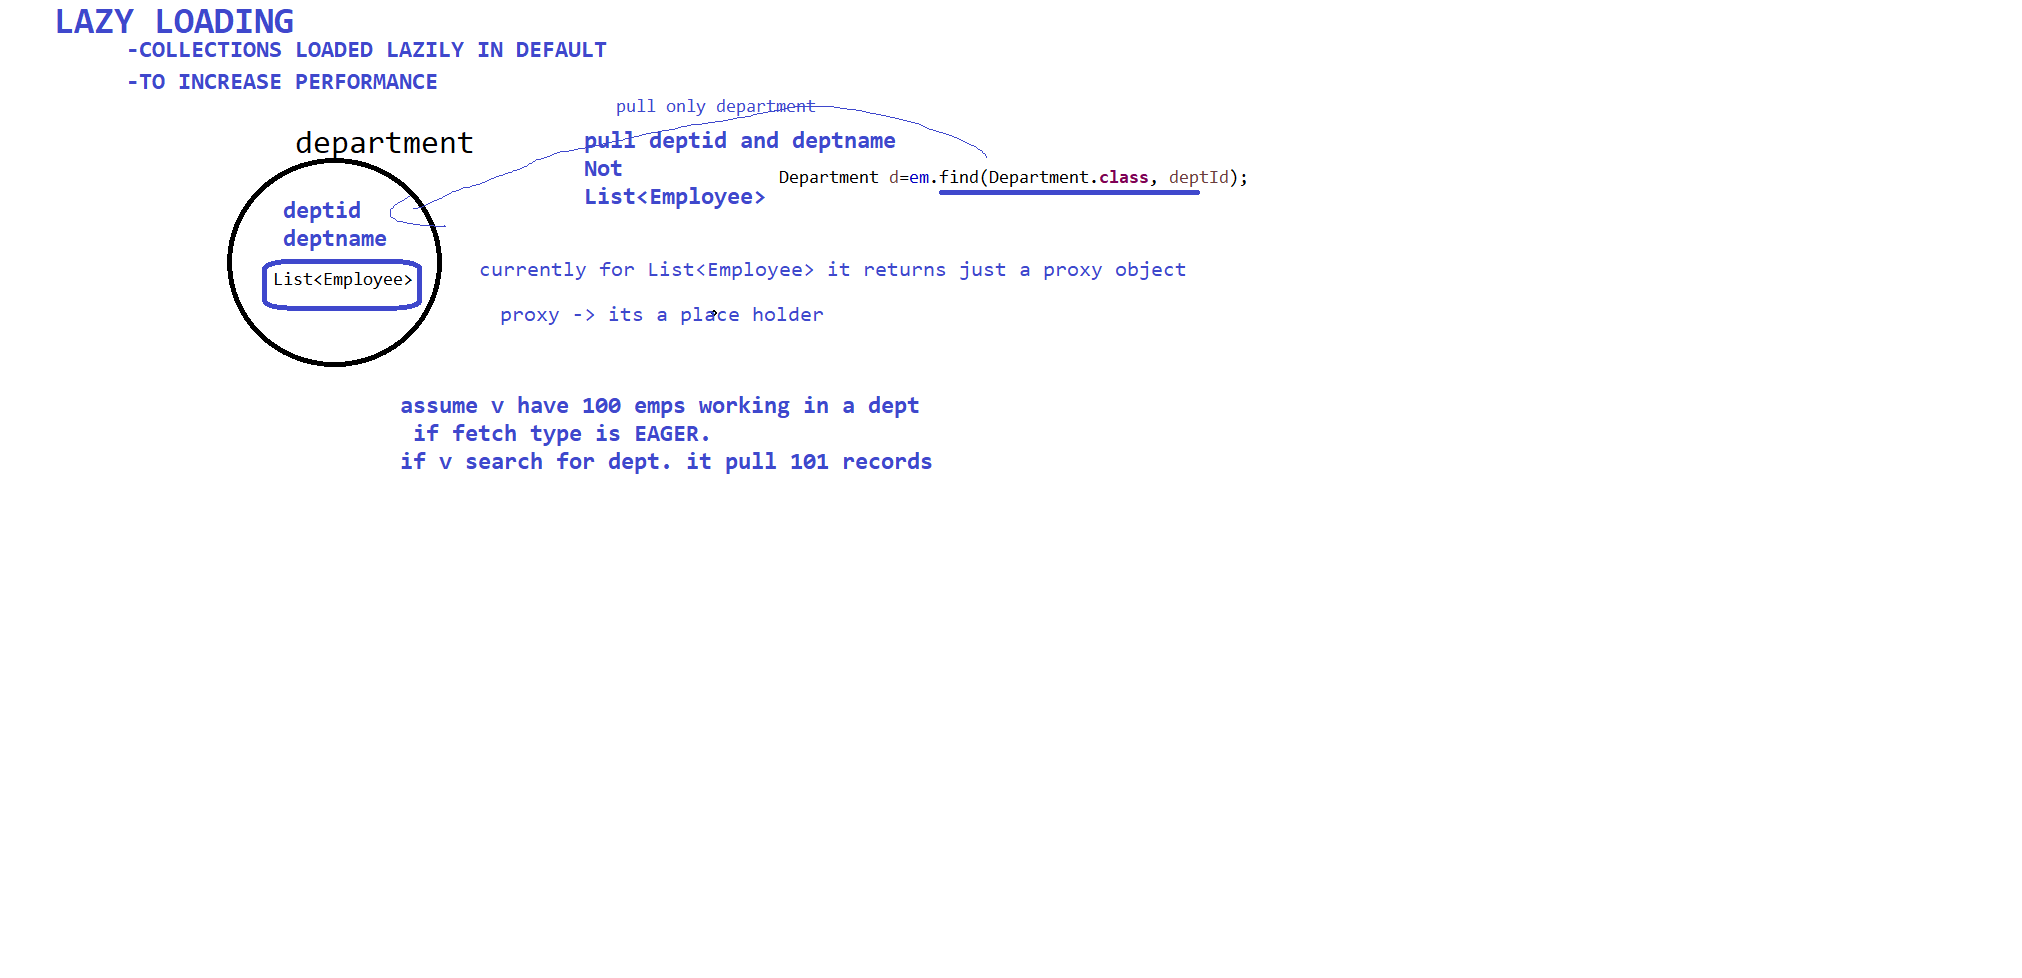 LAZY LOADING
-COLLECTIONS LOADED LAZILY IN DEFAULT
-TO INCREASE PERFORMANCE
pull only department
department
pull deptid and deptname
Not
List<Employee>
Department d=em.find(Department.class, deptId);
deptid
deptname
List<Employee>
currently for List<Employee> it returns just a proxy object
proxy -> its a place holder
assume v have 100 emps working in a dept
if fetch type is EAGER.
if v search for dept. it pull 101 records